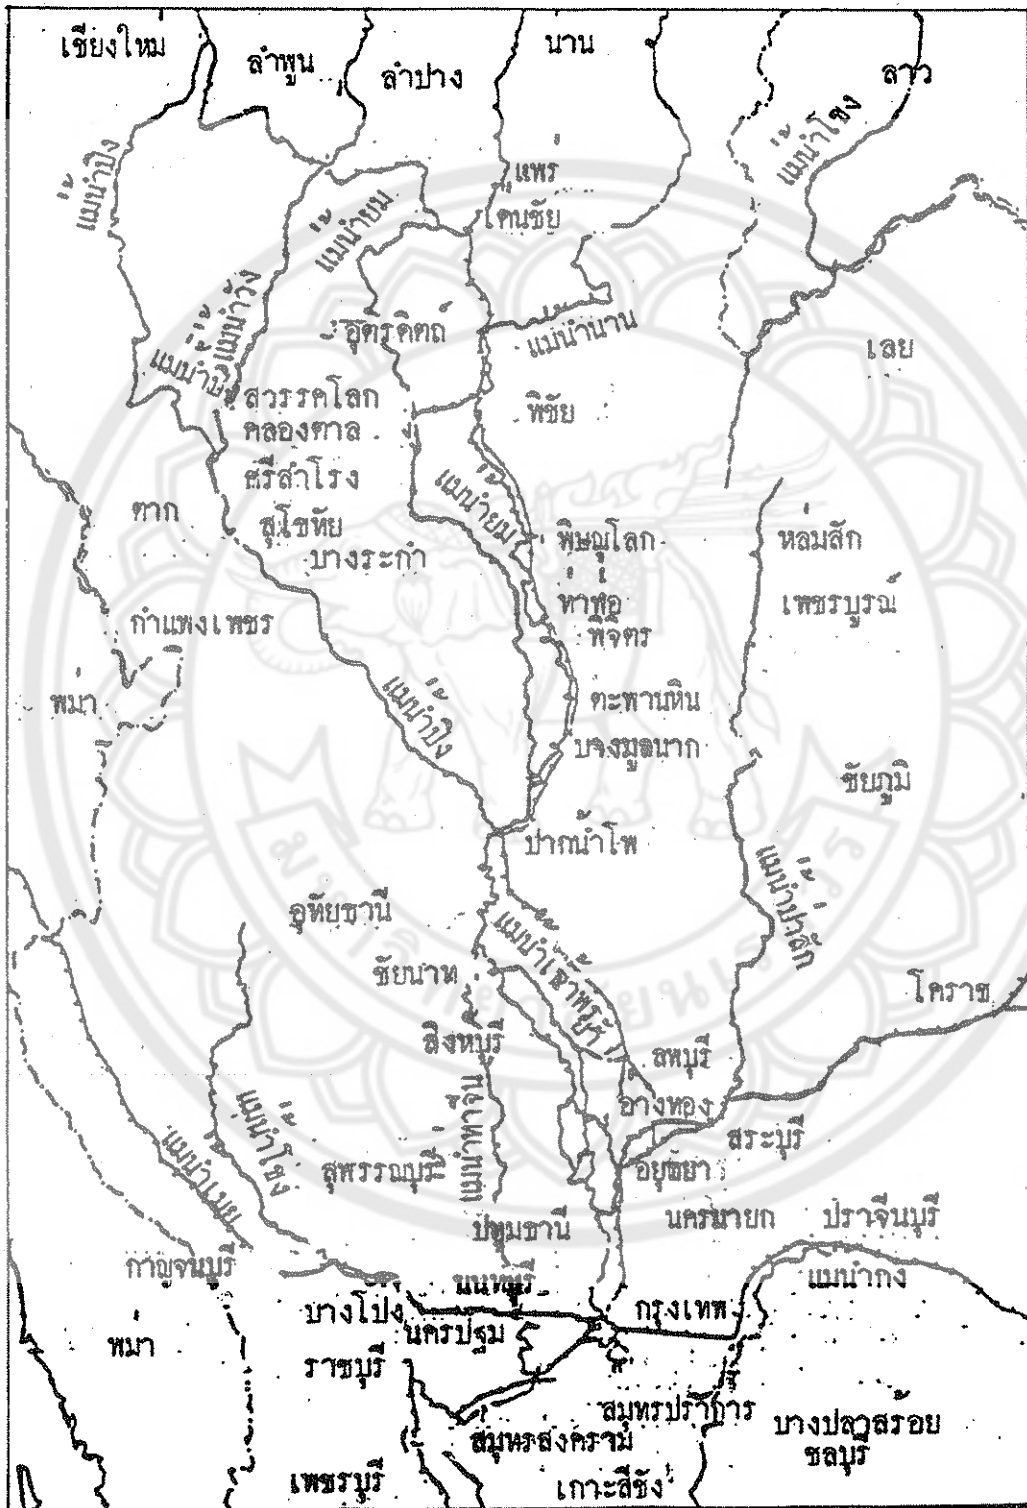 เชียงใหม่
ลำพูน
ลำปาง
น่าน
ลาว
แม่น้ำโขง
แม่น้ำปิง
แพร่
เด่นชัย
แม่น้ำยม
แม่น้ำวัง
อุตรดิตถ์
แม่น้ำน่าน
เลย
สวรรคโลก
คลองตาล
พิชัย
ศรีสำโรง
ตาก
สุโขทัย
แม่น้ำยม
บางระกำ
พิษณุโลก
หล่มสัก
ท่าฬ่อ
เพชรบูรณ์
กำแพงเพชร
พิจิตร
พม่า
แม่น้ำปิง
ตะพานหิน
บางมูลนาก
ชัยภูมิ
ปากน้ำโพ
แม่น้ำป่าสัก
อุทัยธานี
แม่น้ำเจ้าพระยา
ชัยนาท
โคราช
สิงห์บุรี
ลพบุรี
แม่น้ำท่าจีน
อ่างทอง
สระบุรี
แม่น้ำโขง
แม่น้ำเมย
สุพรรณบุรี
อยุธยา
นครนายก
ปราจีนบุรี
ปทุมธานี
กาญจนบุรี
นนทบุรี
แม่น้ำกง
บางโป่ง
กรุงเทพ
นครปฐม
พม่า
ราชบุรี
สมุทรปราการ
บางปลาสร้อย
สมุทรสงคราม
ชลบุรี
เพชรบุรี
เกาะสีชัง